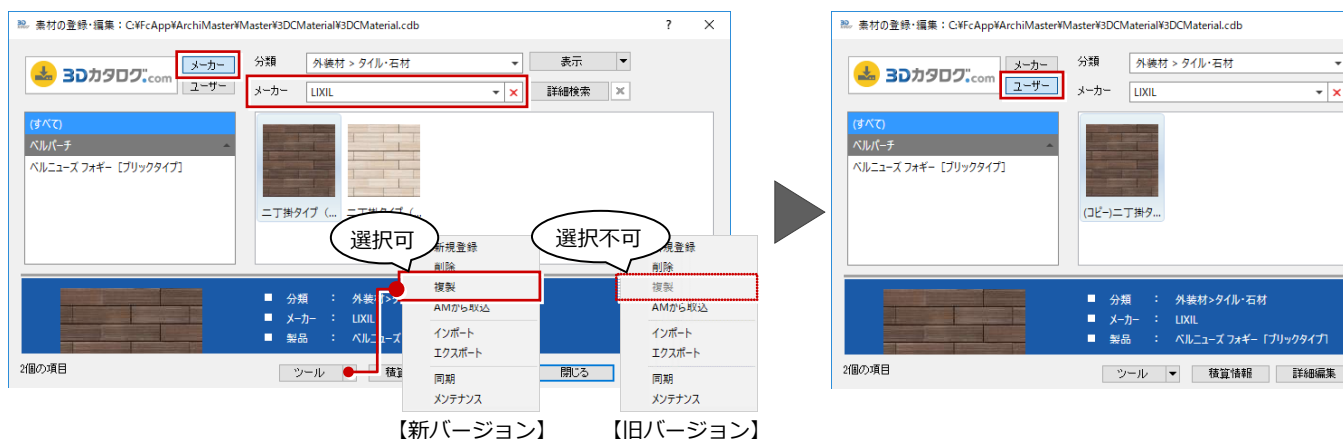 素材の登録・編集:C:¥FcApp¥ArchiMaster¥Master¥3DCMaterial¥3DCMaterial.cdb
3Dカタログ.com
メーカー
ユーザー
分類 外装材 > タイル・石材
表示
メーカー LIXIL
詳細検索
(すべて)
ベルパーチ
ベルニューズ フォギー [ブリックタイプ]
二丁掛タイプ (...
二丁掛タイプ (...
選択可
選択不可
新規登録
削除
複製
AMから取込
インポート
エクスポート
同期
メンテナンス
【新バージョン】
新規登録
削除
複製
AMから取込
インポート
エクスポート
同期
メンテナンス
【旧バージョン】
■ 分類 : 外装材>
■ メーカー : LIXIL
■ 製品 : ベルニューズ
2個の項目
ツール
積
閉じる
素材の登録・編集:C:¥FcApp¥ArchiMaster¥Master¥3DCMaterial¥3DCMaterial.cdb
3Dカタログ.com
メーカー
ユーザー
分類 外装材 > タイル・石材
メーカー LIXIL
(すべて)
ベルパーチ
ベルニューズ フォギー [ブリックタイプ]
(コピー)二丁掛タ...
■ 分類 : 外装材>タイル・石材
■ メーカー : LIXIL
■ 製品 : ベルニューズ フォギー [ブリックタイプ]
2個の項目
ツール
積算情報
詳細編集